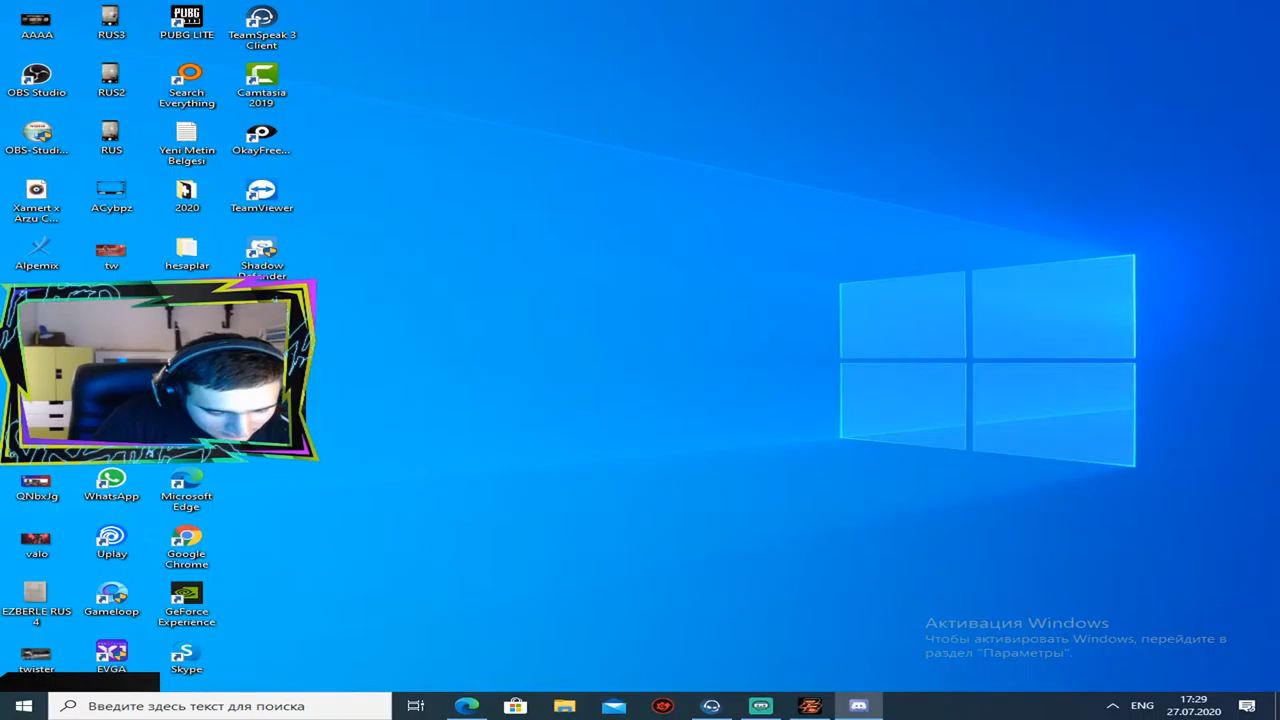 AAAA
RUS3
PUBG LITE
TeamSpeak 3
Client
OBS Studio
RUS2
Search
Everything
Camtasia
2019
OBS-Studi...
RUS
Yeni Metin
Belgesi
OkayFree...
Xamert x
Arzu C...
ACybpz
2020
TeamViewer
Alpemix
tw
hesaplar
Shadow
Defender
QNbxJg
WhatsApp
Microsoft
Edge
valo
Uplay
Google
Chrome
EZBERLE RUS
4
Gameloop
GeForce
Experience
twister
EVGA
Skype
Активация Windows
Чтобы активировать Windows, перейдите в
раздел "Параметры".
Введите здесь текст для поиска
ENG
17:29
27.07.2020